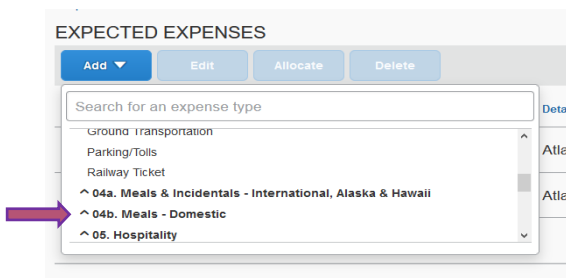 EXPECTED EXPENSES
Add Edit Allocate Delete
Search for an expense type
Deta
Ground Transportation
Parking/Tolls
Atla
Railway Ticket
04a. Meals & Incidentals - International, Alaska & Hawaii
Atla
04b. Meals - Domestic
05. Hospitality